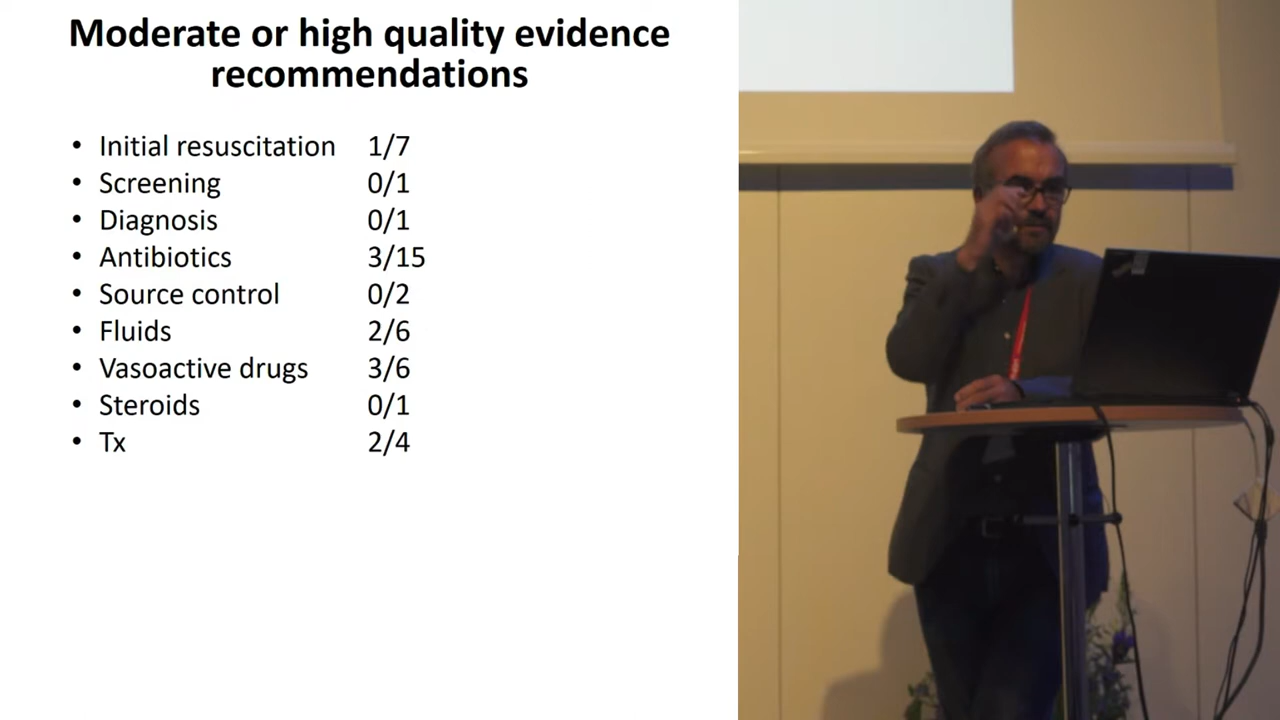 Moderate or high quality evidence
recommendations
• Initial resuscitation 1/7
• Screening 0/1
• Diagnosis 0/1
• Antibiotics 3/15
• Source control 0/2
• Fluids 2/6
• Vasoactive drugs 3/6
• Steroids 0/1
• Tx 2/4